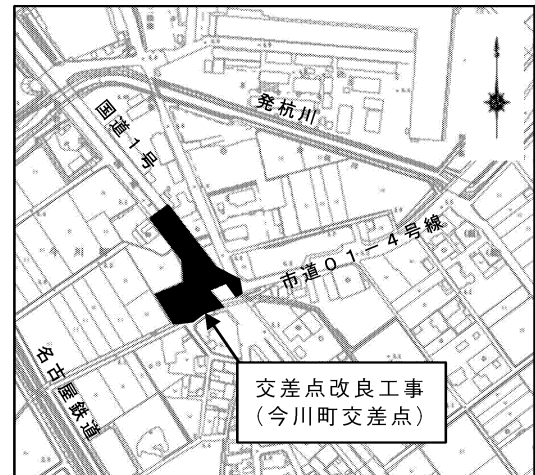 発杭川
国道1号
市道01-4号線
名古屋鉄道
交差点改良工事
(今川町交差点)